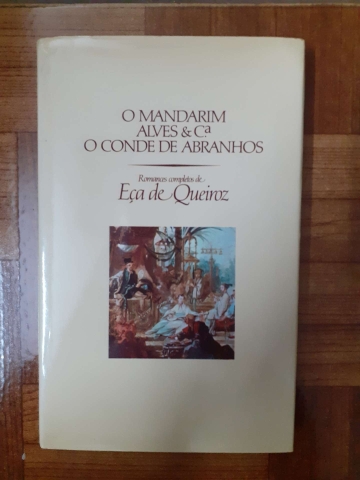 O MANDARIM
ALVES & Cª
O CONDE DE ABRANHOS
Romances completos de
Eça de Queiroz